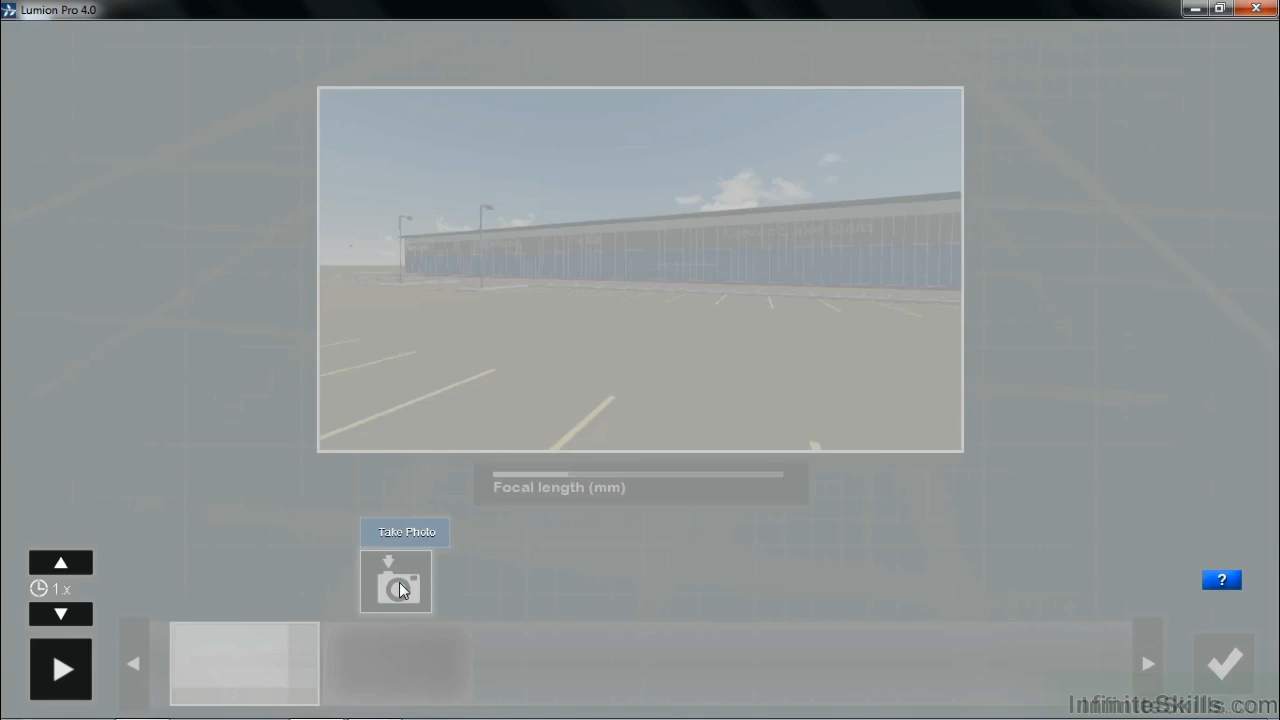 Lumion Pro 4.0
Focal length (mm)
Take Photo
1.x
?
InfiniteSkills.com